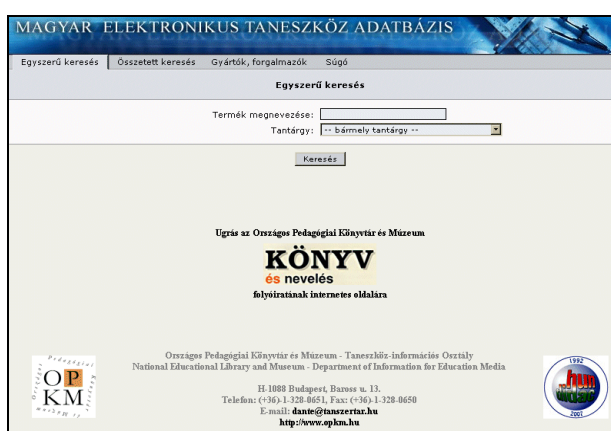 MAGYAR ELEKTRONIKUS TANESZKÖZ ADATBÁZIS
Egyszerű keresés Összetett keresés Gyártók, forgalmazók Súgó
Egyszerű keresés
Termék megnevezése:
Tantárgy: -- bármely tantárgy --
Keresés
Ugrás az Országos Pedagógiai Könyvtár és Múzeum
KÖNYV
és nevelés
folyóiratának internetes oldalára
Országos Pedagógiai Könyvtár és Múzeum - Taneszköz-információs Osztály
National Educational Library and Museum - Department of Information for Education Media
H-1088 Budapest, Baross u. 13.
Telefon: (+36)-1-328-0651, Fax: (+36)-1-328-0650
E-mail: dante@tanszertar.hu
http://www.opkm.hu
OP
KM
1992
2007